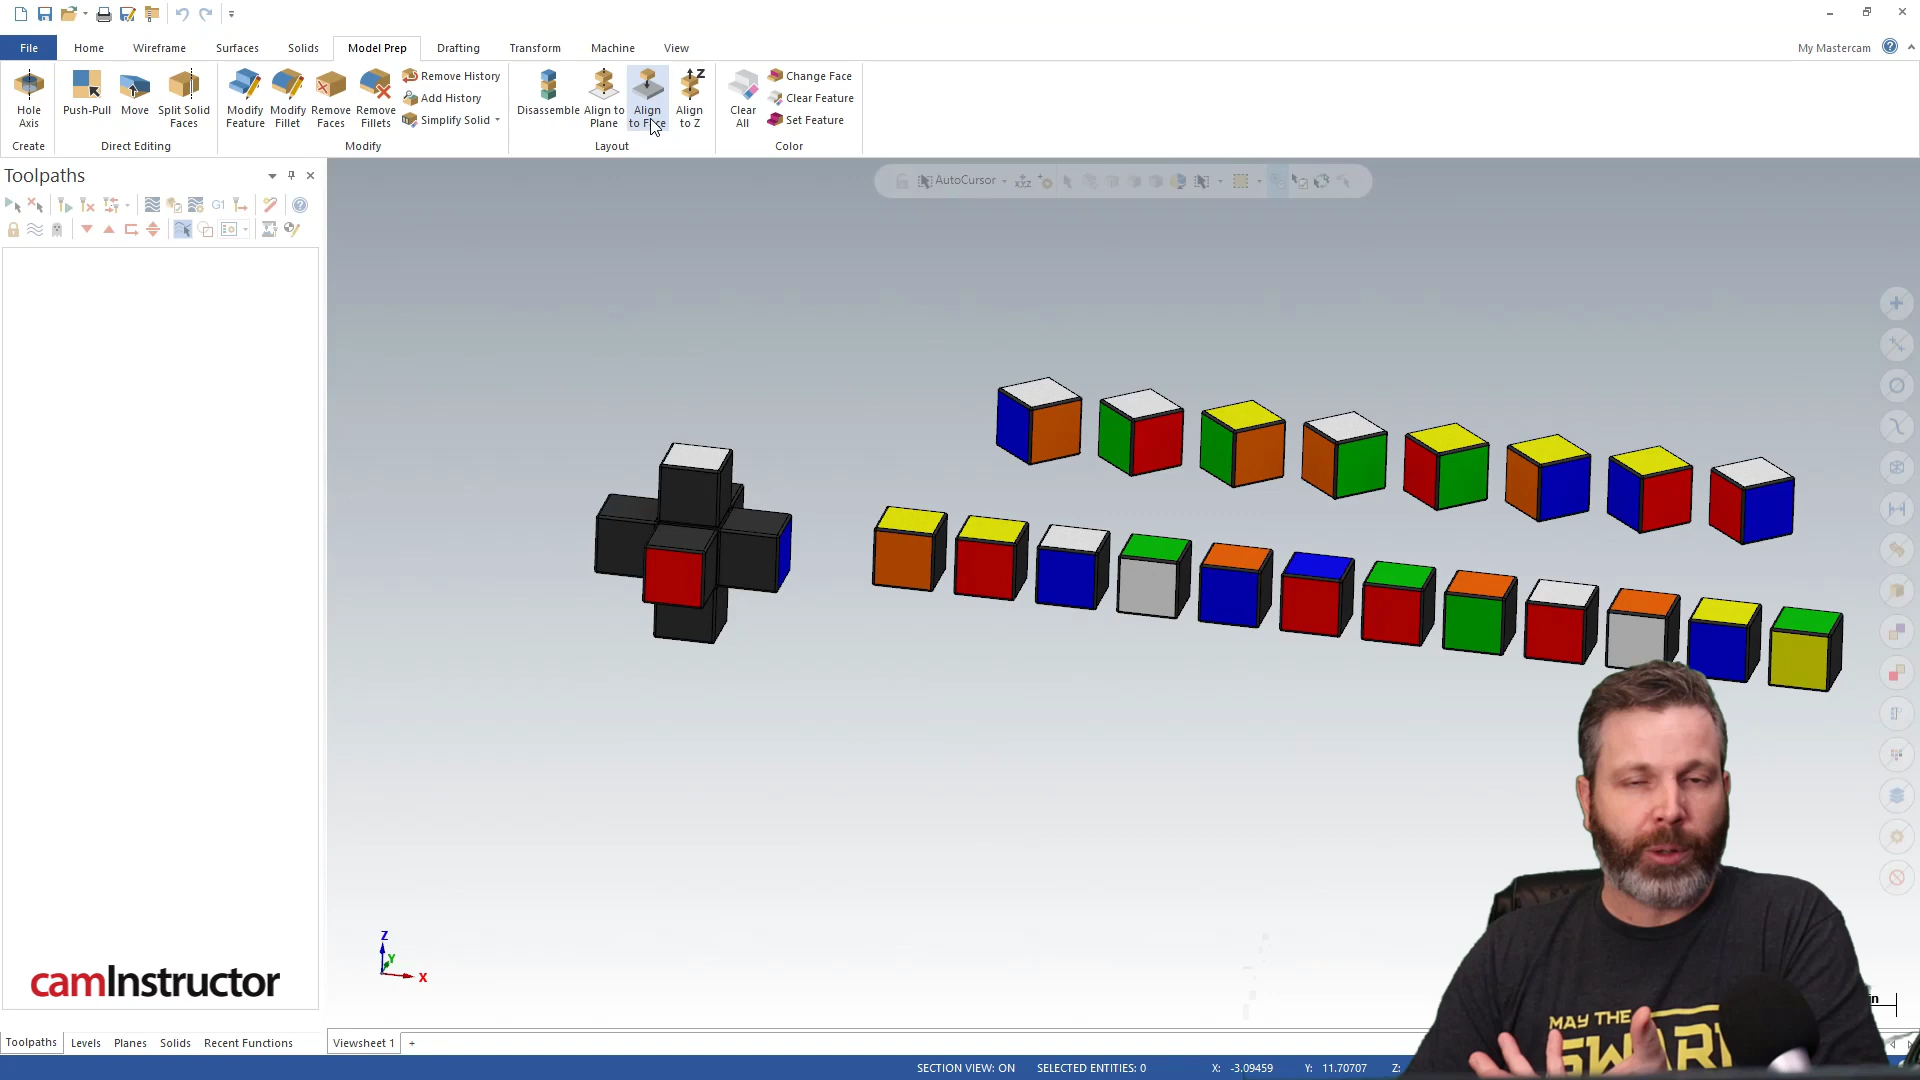 File Home Wireframe Surfaces Solids Model Prep Drafting Transform Machine View My Mastercam
Hole Axis
Push-Pull
Move
Split Solid Faces
Modify Feature
Modify Fillet
Remove Faces
Remove Fillets
Remove History
Add History
Simplify Solid
Disassemble
Align to Plane
Align to Face
Align to Z
Clear All
Change Face
Clear Feature
Set Feature
Create Direct Editing Modify Layout Color
Toolpaths
AutoCursor
G1
Z
Y
X
camInstructor
MAY THE
in
Toolpaths Levels Planes Solids Recent Functions
Viewsheet 1 +
SECTION VIEW: ON SELECTED ENTITIES: 0 X: -3.09459 Y: 11.70707 Z: